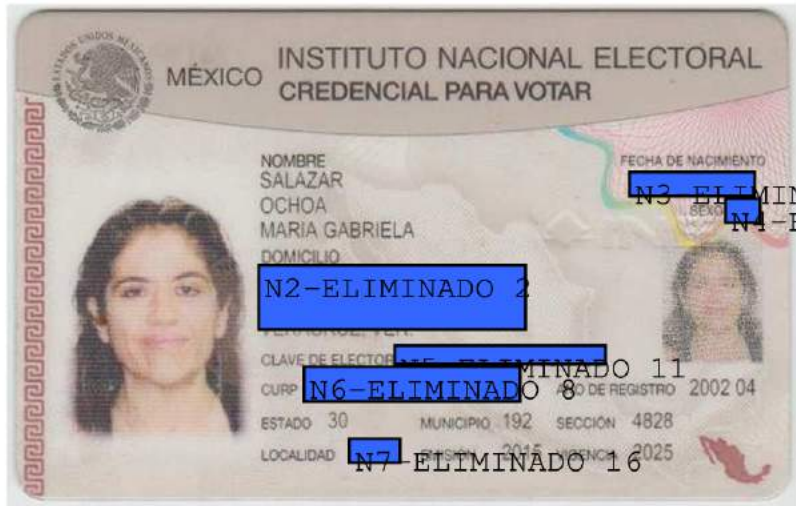 ESTADOS UNIDOS MEXICANOS
MÉXICO INSTITUTO NACIONAL ELECTORAL
CREDENCIAL PARA VOTAR
NOMBRE
SALAZAR
OCHOA
MARIA GABRIELA
FECHA DE NACIMIENTO
N3-ELIMIN
SEXO
N4-E
DOMICILIO
N2-ELIMINADO 2
CLAVE DE ELECTOR N5-ELIMINADO 11
CURP N6-ELIMINADO 8 AÑO DE REGISTRO 2002 04
ESTADO 30 MUNICIPIO 192 SECCIÓN 4828
LOCALIDAD N7-ELIMINADO 16 EMISIÓN 2015 VIGENCIA 2025